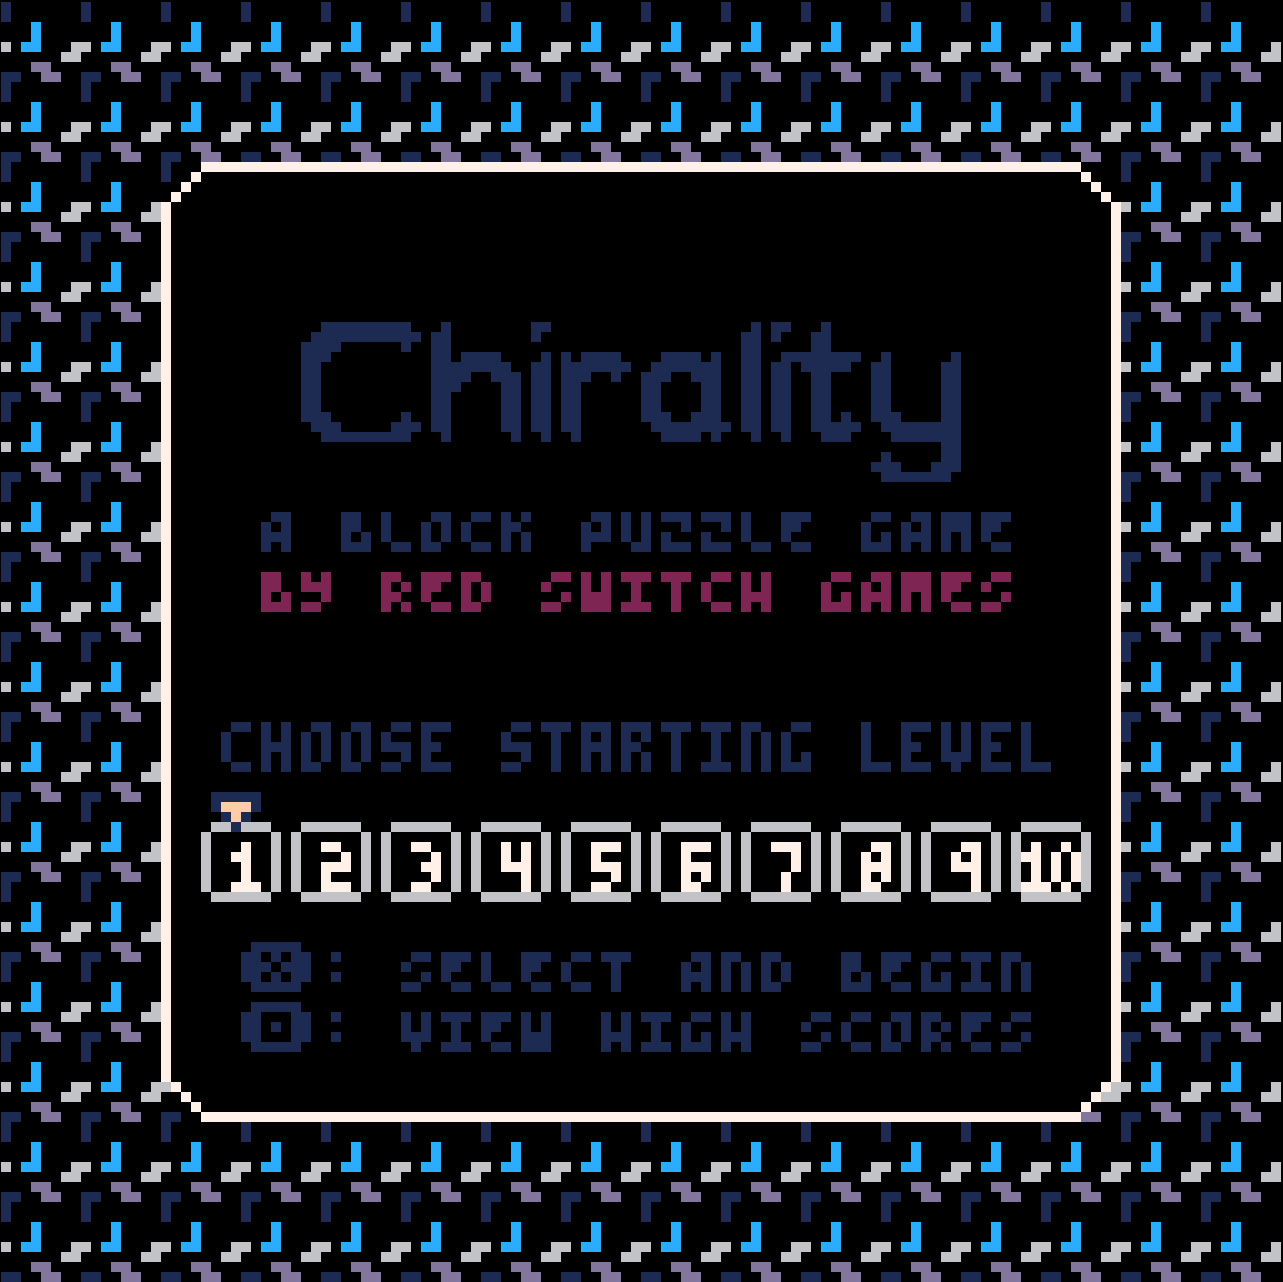 Chirality
A BLOCK PUZZLE GAME
BY RED SWITCH GAMES
CHOOSE STARTING LEVEL
1 2 3 4 5 6 7 8 9 10
❎: SELECT AND BEGIN
🅾️: VIEW HIGH SCORES